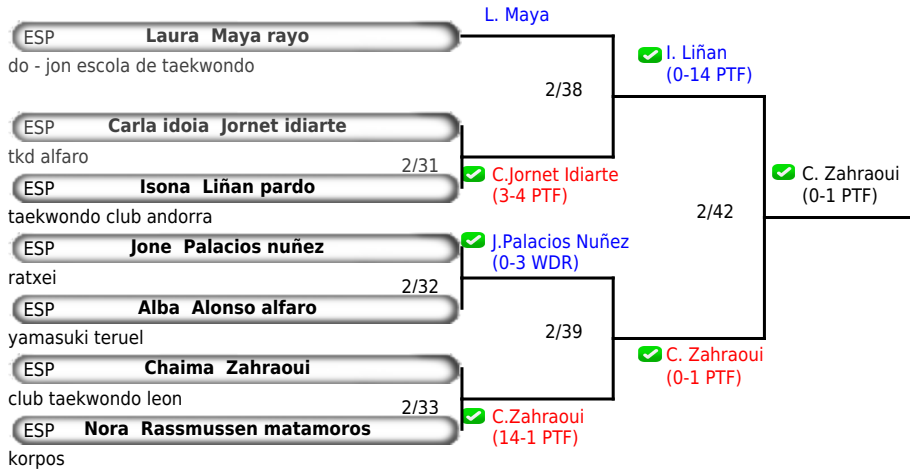 L. Maya
ESP Laura Maya rayo
do - jon escola de taekwondo
I. Liñan
(0-14 PTF)
2/38
ESP Carla idoia Jornet idiarte
tkd alfaro
2/31
C.Jornet Idiarte
(3-4 PTF)
ESP Isona Liñan pardo
taekwondo club andorra
C. Zahraoui
(0-1 PTF)
2/42
ESP Jone Palacios nuñez
ratxei
J.Palacios Nuñez
(0-3 WDR)
2/32
ESP Alba Alonso alfaro
yamasuki teruel
2/39
C. Zahraoui
(0-1 PTF)
ESP Chaima Zahraoui
club taekwondo leon
2/33
C.Zahraoui
(14-1 PTF)
ESP Nora Rassmussen matamoros
korpos